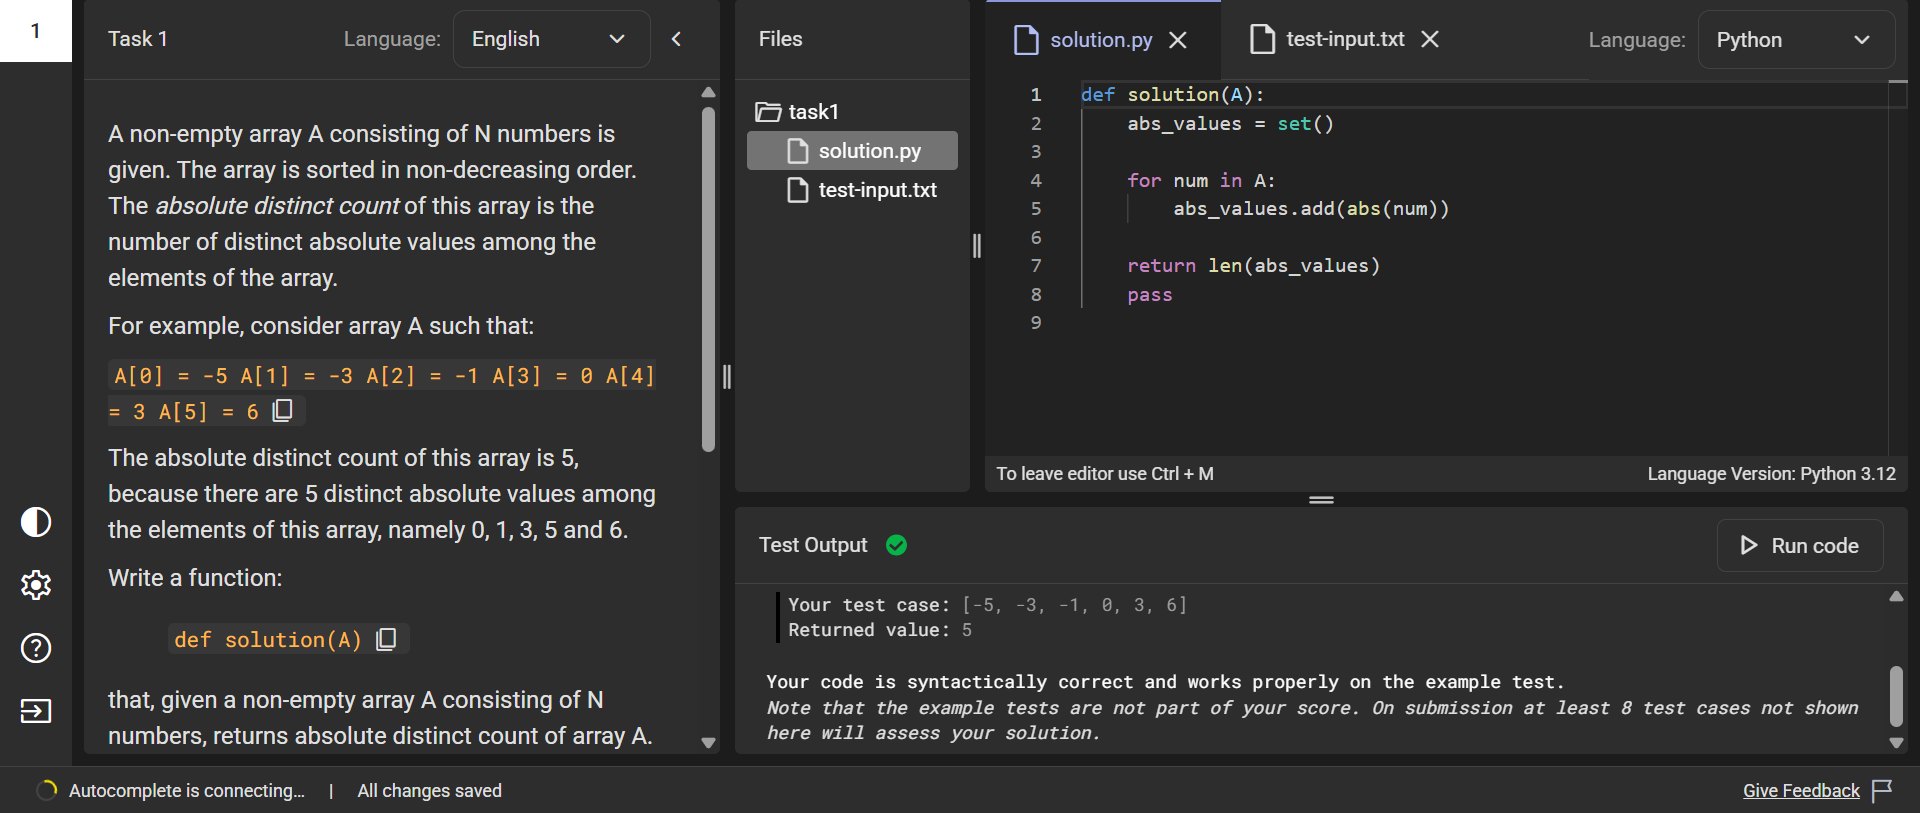 1
Task 1
Language:
English
A non-empty array A consisting of N numbers is
given. The array is sorted in non-decreasing order.
The absolute distinct count of this array is the
number of distinct absolute values among the
elements of the array.
For example, consider array A such that:
A[0] = -5 A[1] = -3 A[2] = -1 A[3] = 0 A[4]
= 3 A[5] = 6
The absolute distinct count of this array is 5,
because there are 5 distinct absolute values among
the elements of this array, namely 0, 1, 3, 5 and 6.
Write a function:
def solution(A)
that, given a non-empty array A consisting of N
numbers, returns absolute distinct count of array A.
Files
task1
solution.py
test-input.txt
solution.py
test-input.txt
Language:
Python
1 def solution(A):
2 abs_values = set()
3
4 for num in A:
5 abs_values.add(abs(num))
6
7 return len(abs_values)
8 pass
9
To leave editor use Ctrl + M
Language Version: Python 3.12
Test Output
Run code
Your test case: [-5, -3, -1, 0, 3, 6]
Returned value: 5
Your code is syntactically correct and works properly on the example test.
Note that the example tests are not part of your score. On submission at least 8 test cases not shown
here will assess your solution.
Autocomplete is connecting... | All changes saved
Give Feedback